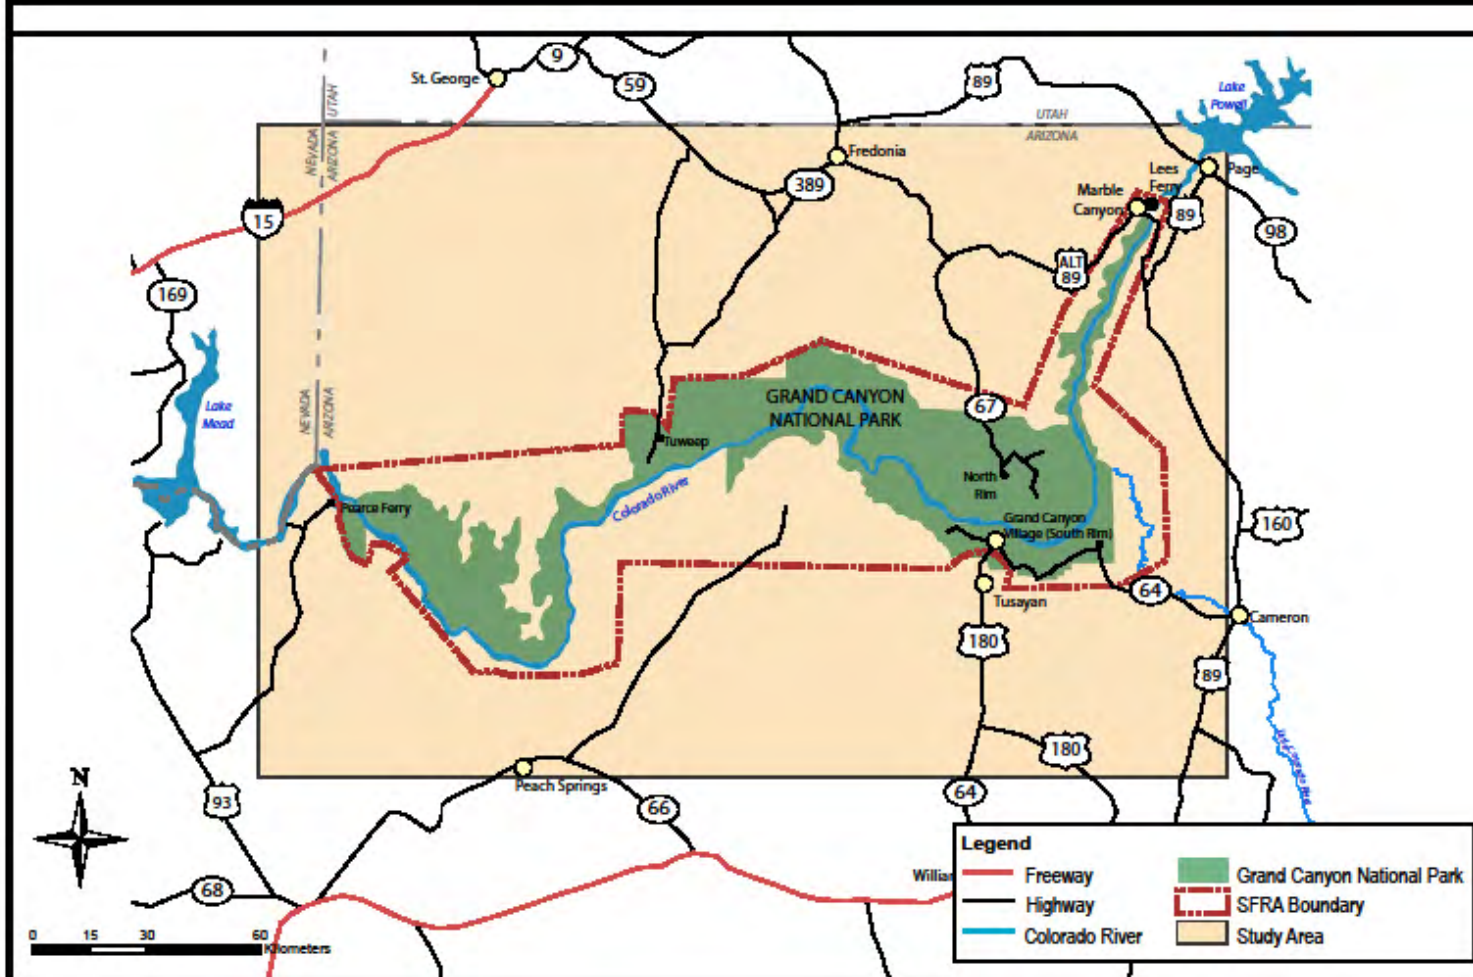 St. George
9
59
89
Lake
Powell
UTAH
ARIZONA
NEVADA
ARIZONA
UTAH
Fredonia
389
Lees
Ferry
Page
Marble
Canyon
89
98
15
ALT
89
169
NEVADA
ARIZONA
Lake
Mead
GRAND CANYON
NATIONAL PARK
67
Tuweep
North
Rim
Colorado River
Pearce Ferry
Grand Canyon
Village (South Rim)
160
64
Tusayan
Cameron
180
89
180
N
Peach Springs
93
66
64
68
0 15 30 60
Kilometers
Legend
Freeway
Highway
Colorado River
Grand Canyon National Park
SFRA Boundary
Study Area